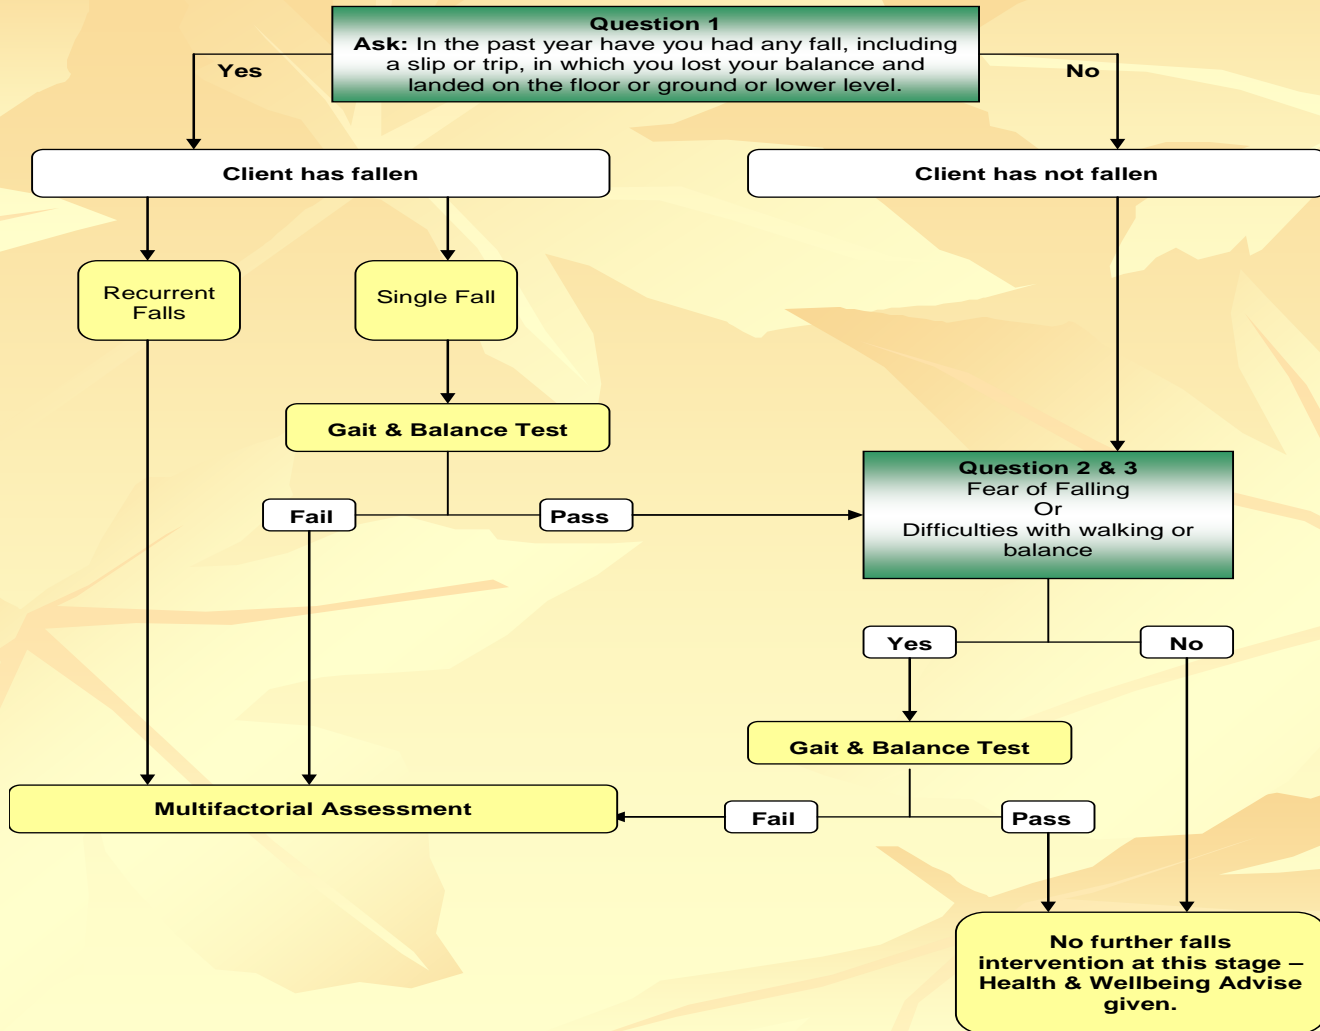 Question 1
Ask: In the past year have you had any fall, including
a slip or trip, in which you lost your balance and
landed on the floor or ground or lower level.
Yes
No
Client has fallen
Client has not fallen
Recurrent
Falls
Single Fall
Gait & Balance Test
Question 2 & 3
Fear of Falling
Or
Difficulties with walking or
balance
Fail
Pass
Yes
No
Gait & Balance Test
Multifactorial Assessment
Fail
Pass
No further falls
intervention at this stage –
Health & Wellbeing Advise
given.